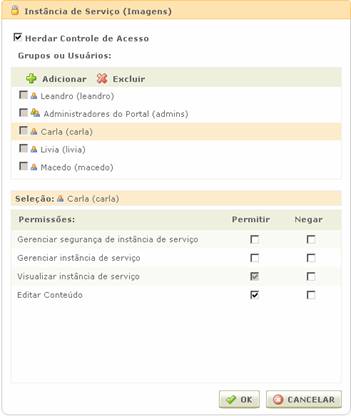 Instância de Serviço (Imagens)
Herdar Controle de Acesso
Grupos ou Usuários:
Adicionar Excluir
Leandro (leandro)
Administradores do Portal (admins)
Carla (carla)
Livia (livia)
Macedo (macedo)
Seleção: Carla (carla)
Permissões: Permitir Negar
Gerenciar segurança de instância de serviço
Gerenciar instância de serviço
Visualizar instância de serviço
Editar Conteúdo
OK CANCELAR